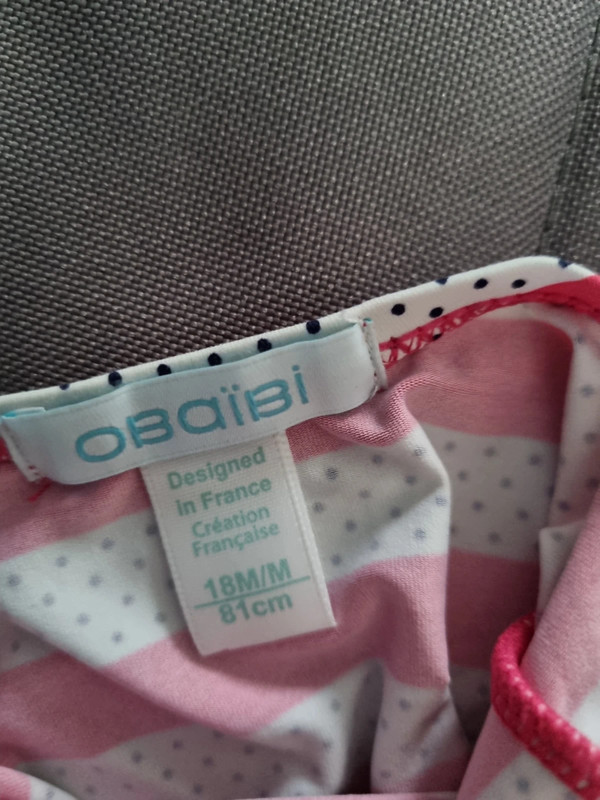 OBaïBi
Designed
in France
Création
Française
18M/M
81cm